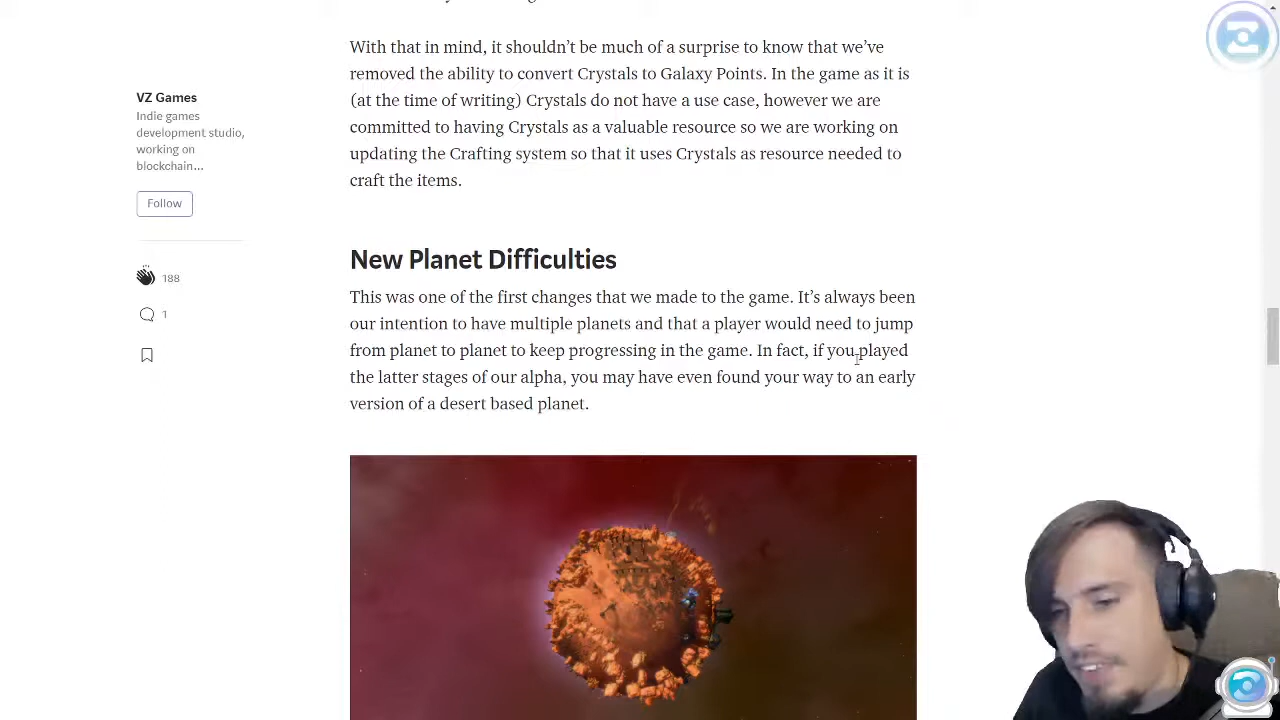 With that in mind, it shouldn't be much of a surprise to know that we've
removed the ability to convert Crystals to Galaxy Points. In the game as it is
(at the time of writing) Crystals do not have a use case, however we are
committed to having Crystals as a valuable resource so we are working on
updating the Crafting system so that it uses Crystals as resource needed to
craft the items.
VZ Games
Indie games
development studio,
working on
blockchain...
Follow
188
1
New Planet Difficulties
This was one of the first changes that we made to the game. It's always been
our intention to have multiple planets and that a player would need to jump
from planet to planet to keep progressing in the game. In fact, if you played
the latter stages of our alpha, you may have even found your way to an early
version of a desert based planet.